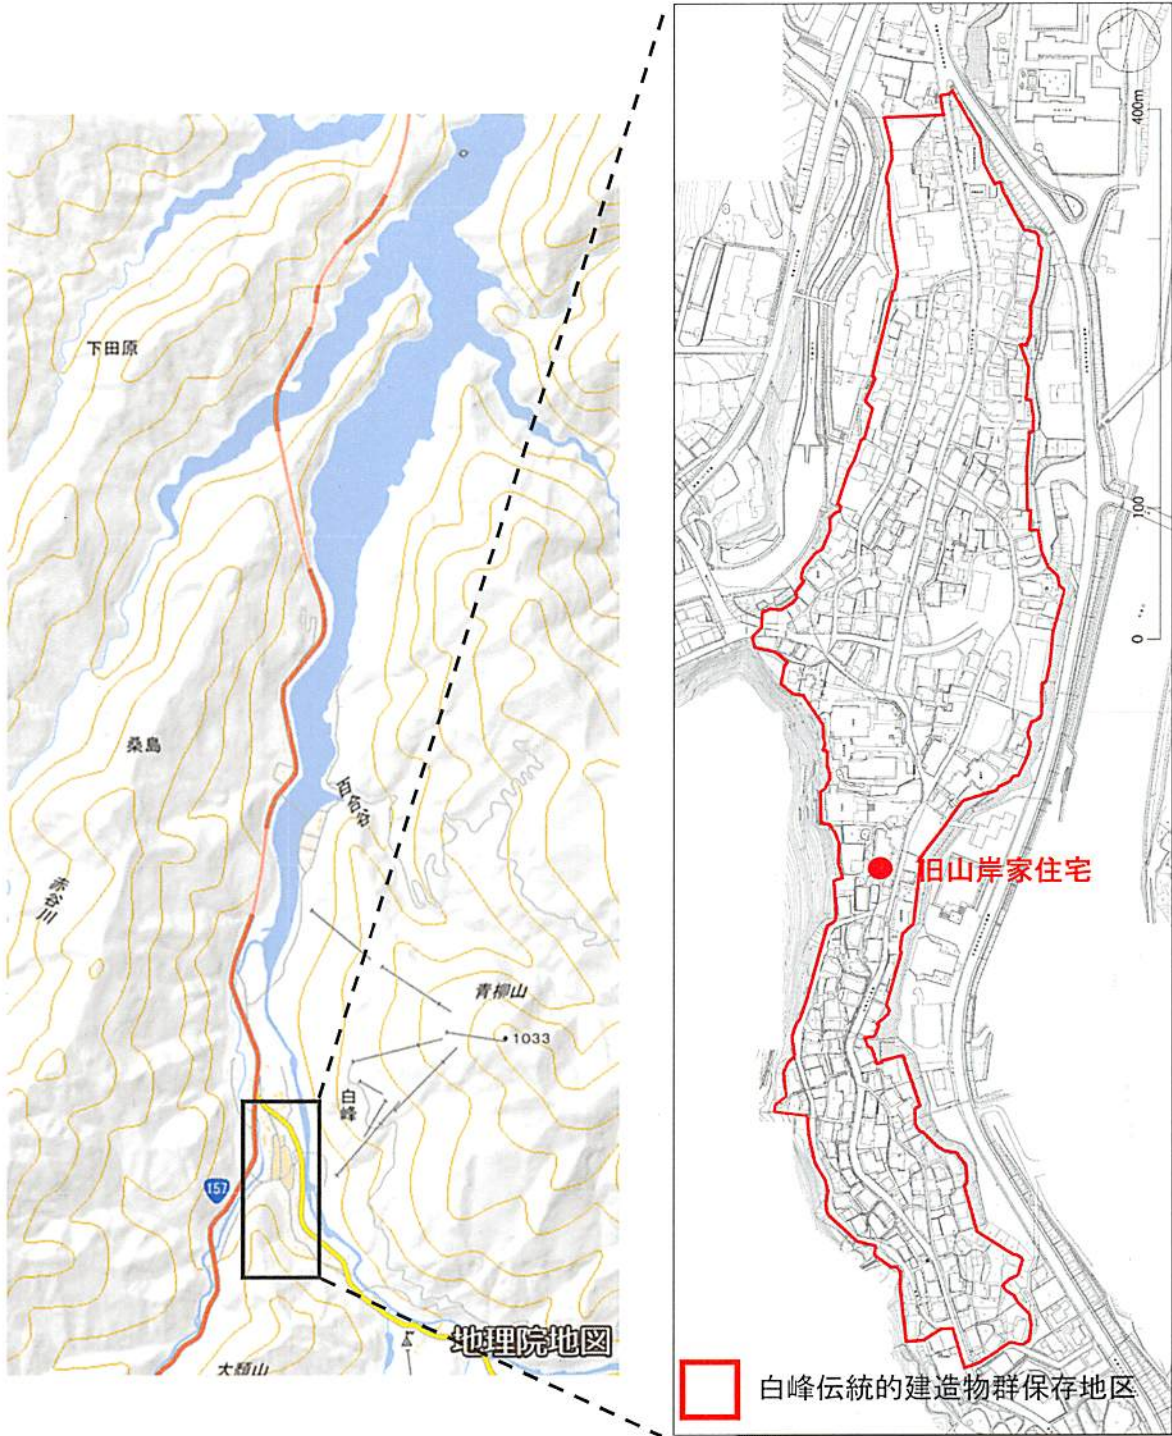 下田原
桑島
百合谷
赤谷川
青柳山
1033
白峰
157
大嵓山
地理院地図
400m
100
0
旧山岸家住宅
白峰伝統的建造物群保存地区